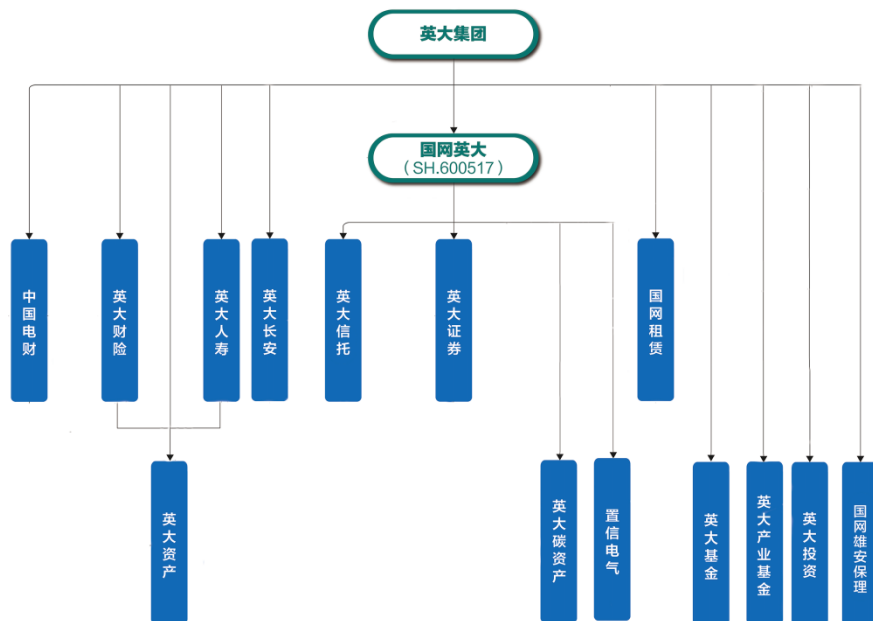 英大集团
国网英大
（SH.600517）
中国电财
英大财险
英大人寿
英大长安
英大信托
英大证券
国网租赁
英大资产
英大碳资产
置信电气
英大基金
英大产业基金
英大投资
国网雄安保理